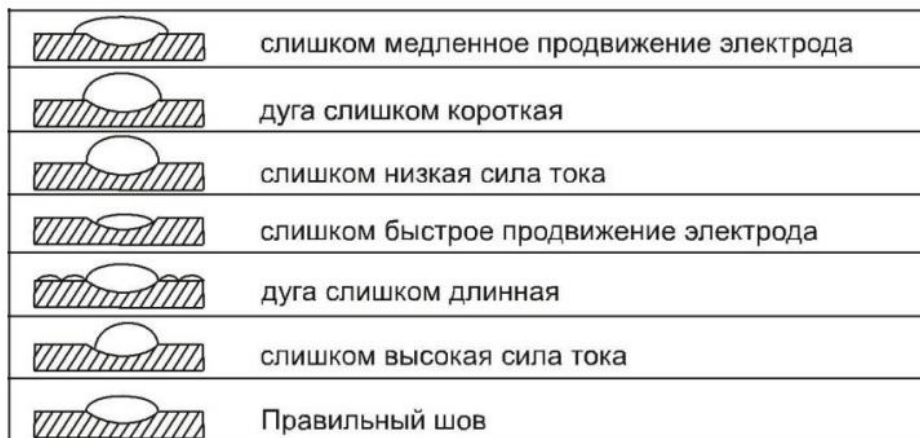 слишком медленное продвижение электрода
дуга слишком короткая
слишком низкая сила тока
слишком быстрое продвижение электрода
дуга слишком длинная
слишком высокая сила тока
Правильный шов